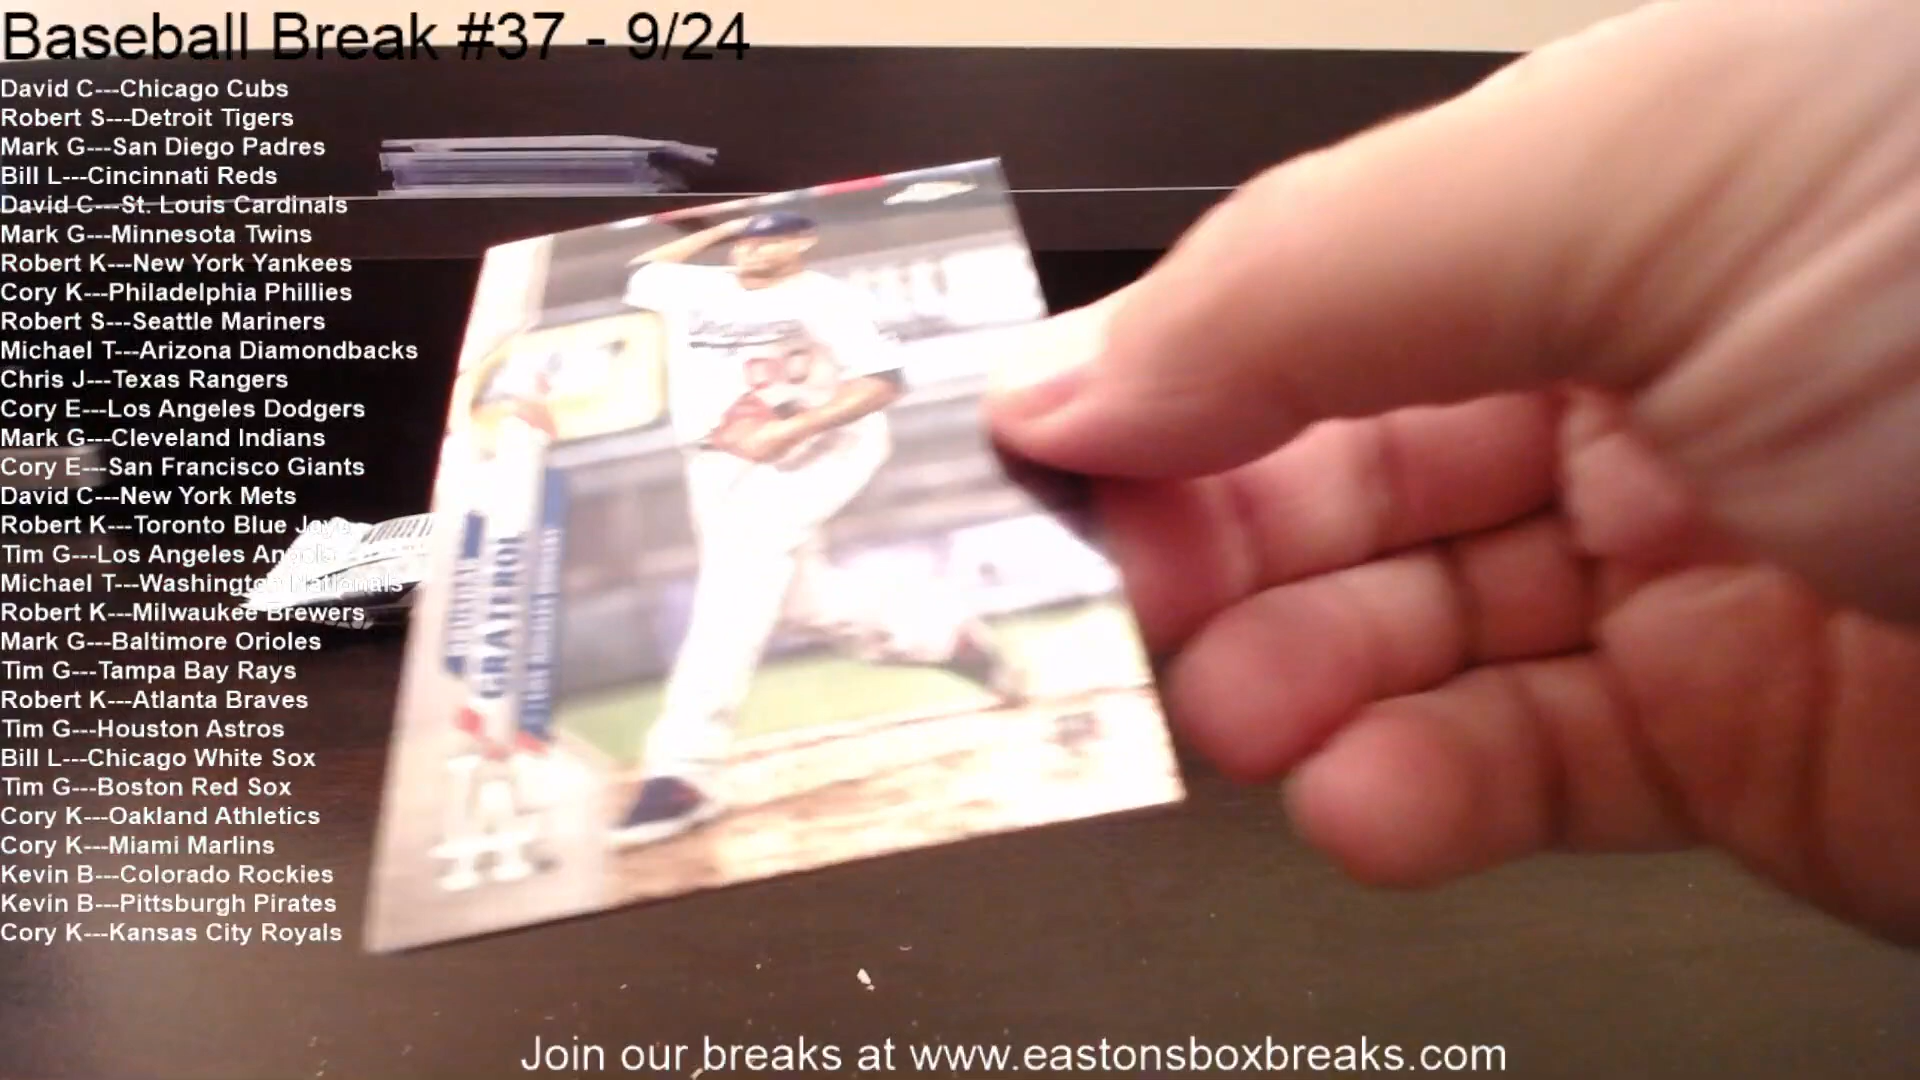 Baseball Break #37 - 9/24
David C---Chicago Cubs
Robert S---Detroit Tigers
Mark G---San Diego Padres
Bill L---Cincinnati Reds
David C---St. Louis Cardinals
Mark G---Minnesota Twins
Robert K---New York Yankees
Cory K---Philadelphia Phillies
Robert S---Seattle Mariners
Michael T---Arizona Diamondbacks
Chris J---Texas Rangers
Cory E---Los Angeles Dodgers
Mark G---Cleveland Indians
Cory E---San Francisco Giants
David C---New York Mets
Robert K---Toronto Blue Jays
Tim G---Los Angeles Angels
Michael T---Washington Nationals
Robert K---Milwaukee Brewers
Mark G---Baltimore Orioles
Tim G---Tampa Bay Rays
Robert K---Atlanta Braves
Tim G---Houston Astros
Bill L---Chicago White Sox
Tim G---Boston Red Sox
Cory K---Oakland Athletics
Cory K---Miami Marlins
Kevin B---Colorado Rockies
Kevin B---Pittsburgh Pirates
Cory K---Kansas City Royals
GRATEROL
LA
Join our breaks at www.eastonsboxbreaks.com